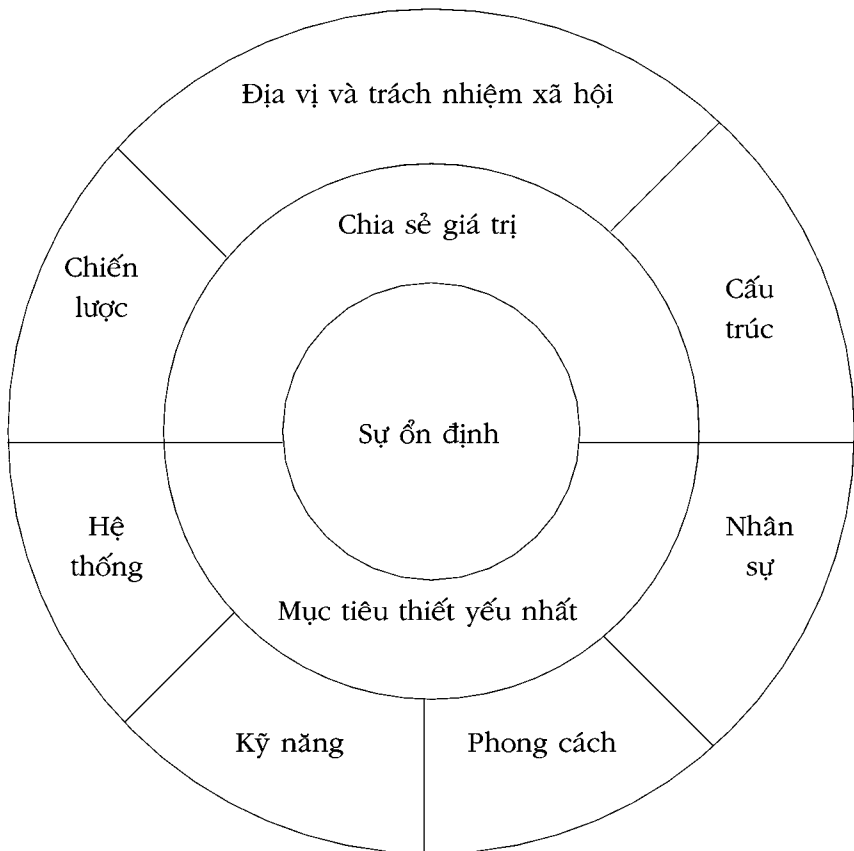 Địa vị và trách nhiệm xã hội
Chia sẻ giá trị
Chiến
lược
Cấu
trúc
Sự ổn định
Hệ
thống
Nhân
sự
Mục tiêu thiết yếu nhất
Kỹ năng
Phong cách